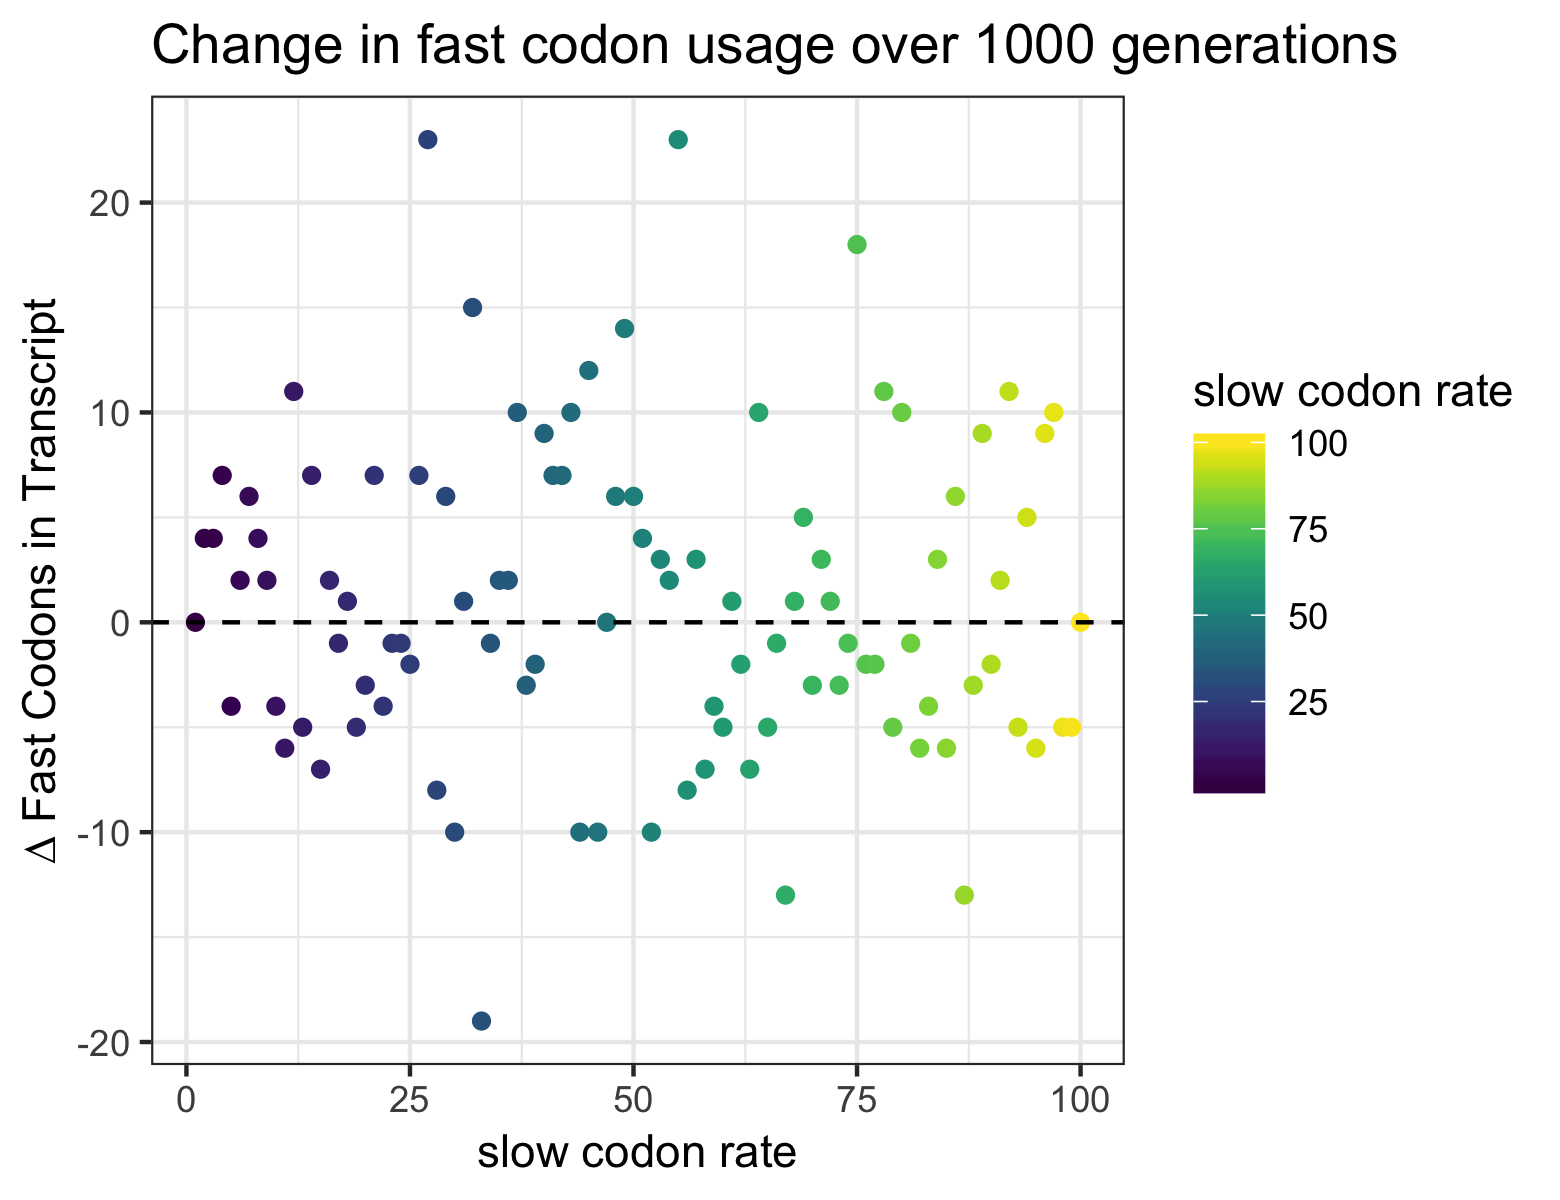 Change in fast codon usage over 1000 generations
Δ Fast Codons in Transcript
20
10
0
-10
-20
0 25 50 75 100
slow codon rate
slow codon rate
100
75
50
25